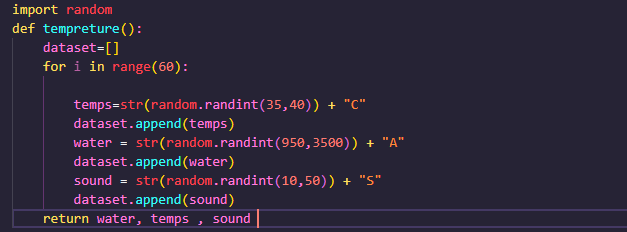 import random
def tempreture():
    dataset=[]
    for i in range(60):
        temps=str(random.randint(35,40)) + "C"
        dataset.append(temps)
        water = str(random.randint(950,3500)) + "A"
        dataset.append(water)
        sound = str(random.randint(10,50)) + "S"
        dataset.append(sound)
    return water, temps , sound